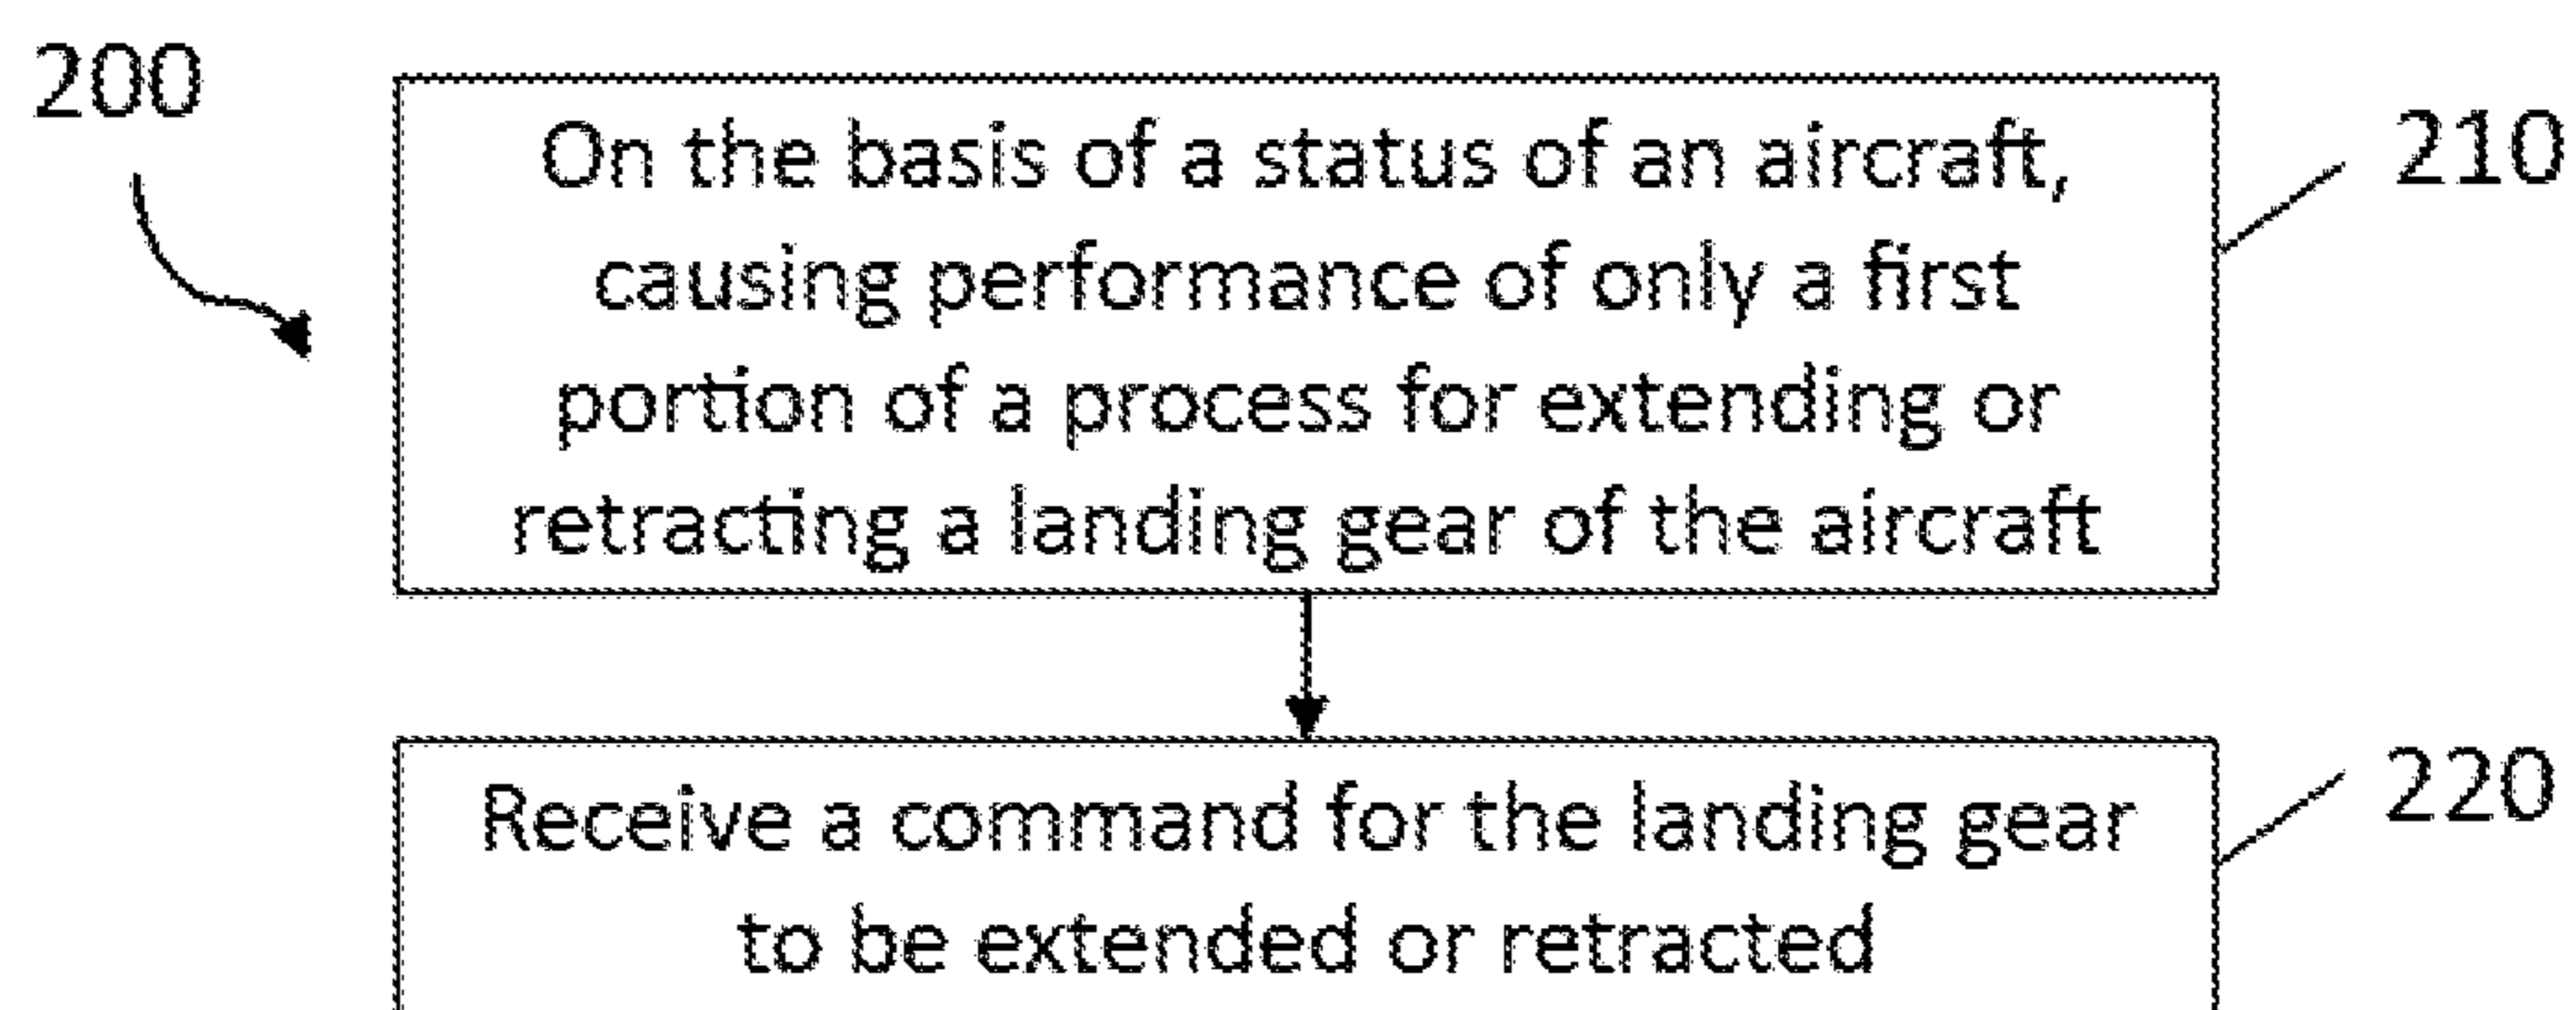 200
On the basis of a status of an aircraft,
causing performance of only a first
portion of a process for extending or
retracting a landing gear of the aircraft
210
Receive a command for the landing gear
to be extended or retracted
220